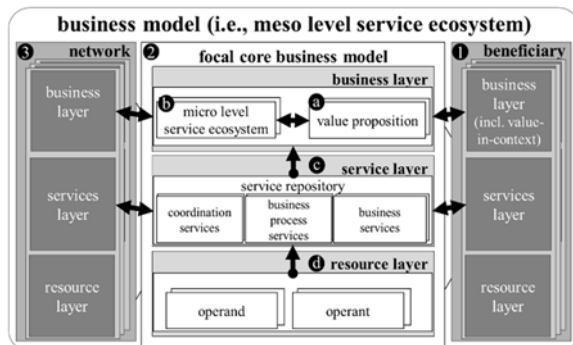 business model (i.e., meso level service ecosystem)
3 network
business
layer
services
layer
resource
layer
2
focal core business model
business layer
b
micro level
service ecosystem
a
value proposition
c service layer
service repository
coordination
services
business
process
services
business
services
d resource layer
operand
operant
1
beneficiary
business
layer
(incl. value-
in-context)
services
layer
resource
layer